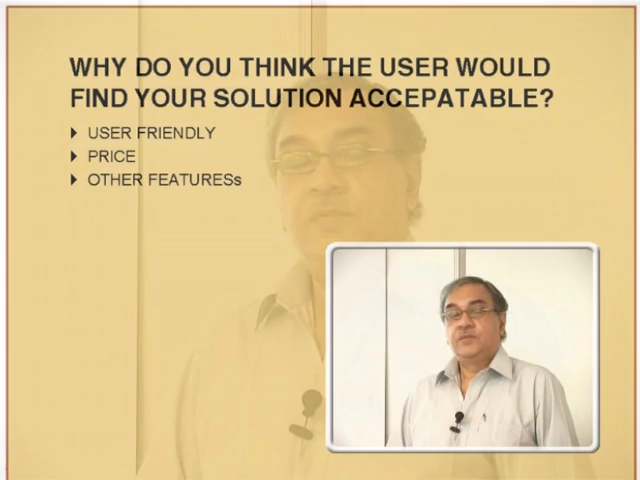 WHY DO YOU THINK THE USER WOULD
FIND YOUR SOLUTION ACCEPATABLE?
USER FRIENDLY
PRICE
OTHER FEATURESs